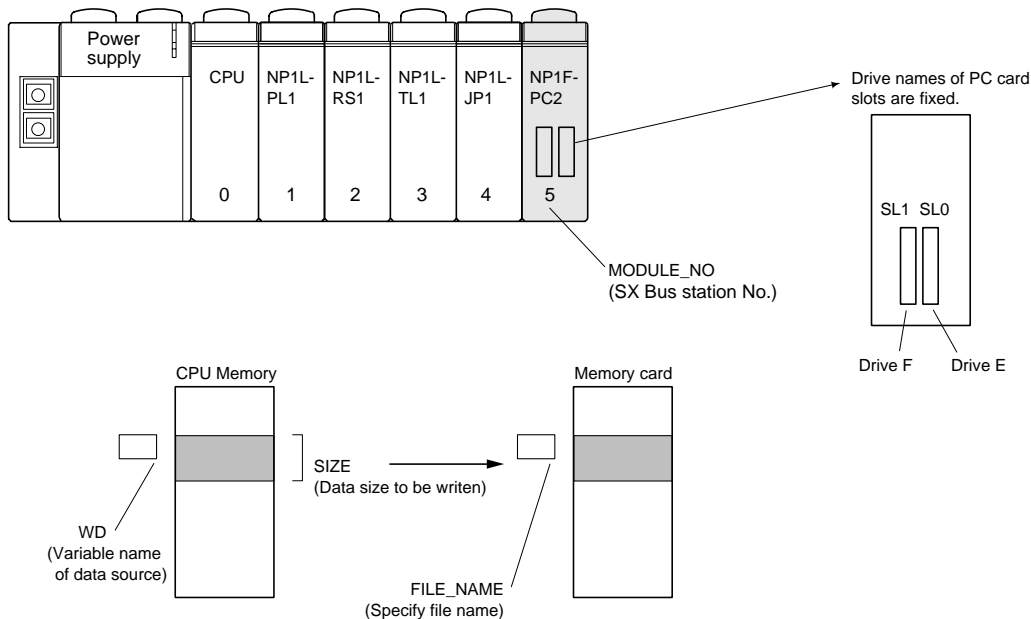 Power
supply
CPU
NP1L-
PL1
NP1L-
RS1
NP1L-
TL1
NP1L-
JP1
NP1F-
PC2
0
1
2
3
4
5
Drive names of PC card
slots are fixed.
SL1 SL0
MODULE_NO
(SX Bus station No.)
Drive F
Drive E
CPU Memory
Memory card
SIZE
(Data size to be writen)
WD
(Variable name
of data source)
FILE_NAME
(Specify file name)